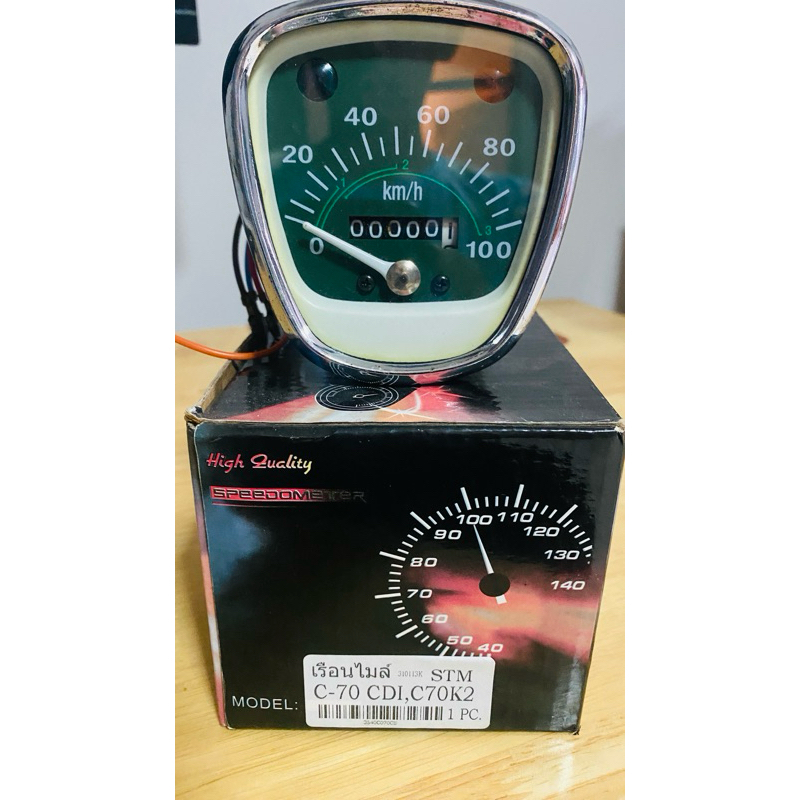 40 60
20 80
1 2 3
km/h
000001
0 100
High Quality
SPEEDOMETER
100 110
90 120
130
80
140
70
60
50
40
เรือนไมล์ STM
C-70 CDI,C70K2
MODEL:
1 PC.